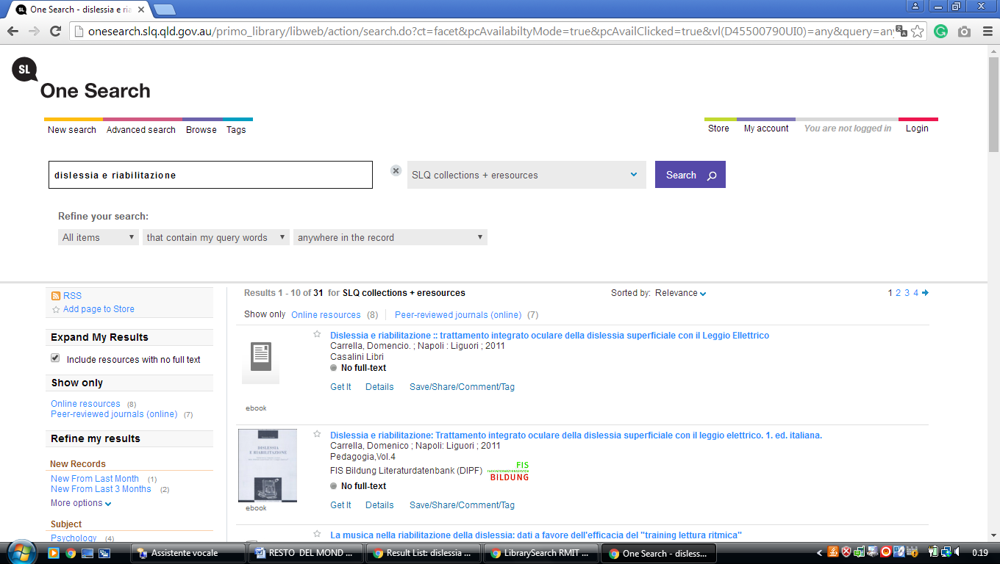 One Search - dislessia e ria
onesearch.slq.qld.gov.au/primo_library/libweb/action/search.do?ct=facet&pcAvailabiltyMode=true&pcAvailClicked=true&vl(D45500790UI0)=any&query=any
SL
One Search
New search Advanced search Browse Tags
Store My account You are not logged in Login
dislessia e riabilitazione
SLQ collections + eresources
Search
Refine your search:
All items that contain my query words anywhere in the record
RSS
Add page to Store
Expand My Results
Include resources with no full text
Show only
Online resources (8)
Peer-reviewed journals (online) (7)
Refine my results
New Records
New From Last Month (1)
New From Last 3 Months (2)
More options
Subject
Psychology (4)
Results 1 - 10 of 31 for SLQ collections + eresources
Sorted by: Relevance
1 2 3 4
Show only Online resources (8) Peer-reviewed journals (online) (7)
Dislessia e riabilitazione :: trattamento integrato oculare della dislessia superficiale con il Leggio Ellettrico
Carrella, Domencio. ; Napoli : Liguori ; 2011
Casalini Libri
No full-text
Get It Details Save/Share/Comment/Tag
ebook
DISLESSIA
E RIABILITAZIONE
Dislessia e riabilitazione: Trattamento integrato oculare della dislessia superficiale con il leggio elettrico. 1. ed. italiana.
Carrella, Domenico ; Napoli: Liguori ; 2011
Pedagogia,Vol.4
FIS Bildung Literaturdatenbank (DIPF)
FIS
BILDUNG
No full-text
Get It Details Save/Share/Comment/Tag
ebook
La musica nella riabilitazione della dislessia: dati a favore dell'efficacia del "training lettura ritmica"
Assistente vocale
RESTO DEL MOND ...
Result List: dislessia ...
LibrarySearch RMIT ...
One Search - disless...
0.19